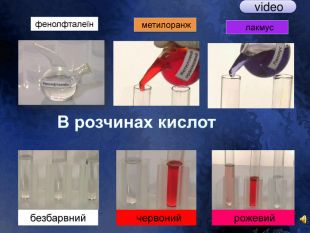 video
фенолфталеїн
метилоранж
лакмус
В розчинах кислот
безбарвний
червоний
рожевий